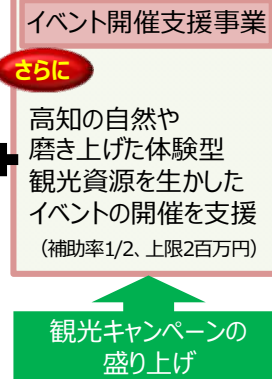 イベント開催支援事業
さらに
高知の自然や
磨き上げた体験型
観光資源を生かした
イベントの開催を支援
（補助率1/2、上限2百万円）
観光キャンペーンの
盛り上げ